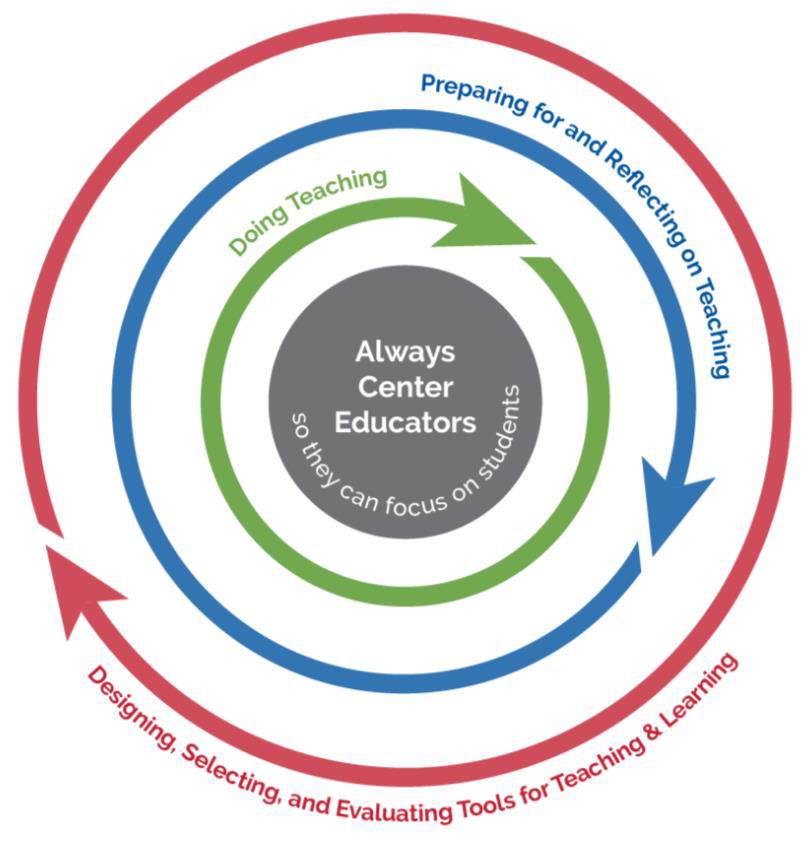 Preparing for and Reflecting on Teaching
Doing Teaching
Always
Center
Educators
so they can focus on students
Designing, Selecting, and Evaluating Tools for Teaching & Learning